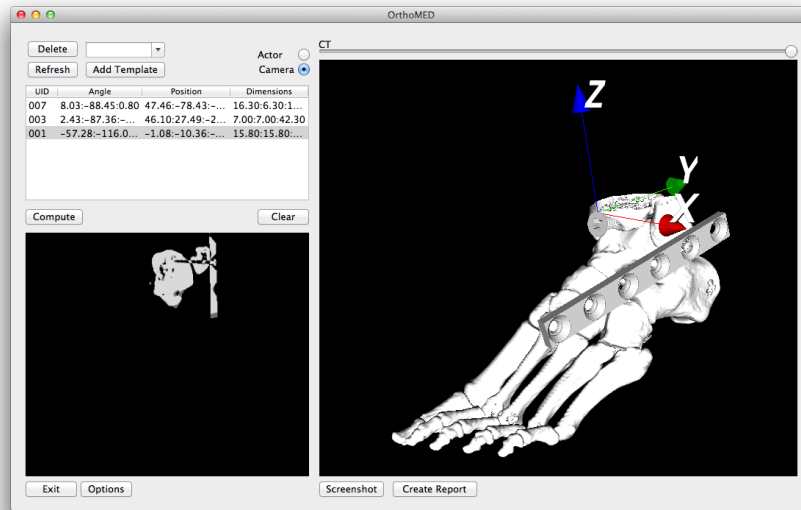 OrthoMED
Delete
CT
Actor
Refresh
Add Template
Camera
UID Angle Position Dimensions
007 8.03:-88.45:0.80 47.46:-78.43:-... 16.30:6.30:1...
003 2.43:-87.36:-... 46.10:27.49:-2... 7.00:7.00:42.30
001 -57.28:-116.0... -1.08:-10.36:-... 15.80:15.80:...
Compute
Clear
Z
Y
X
Exit
Options
Screenshot
Create Report